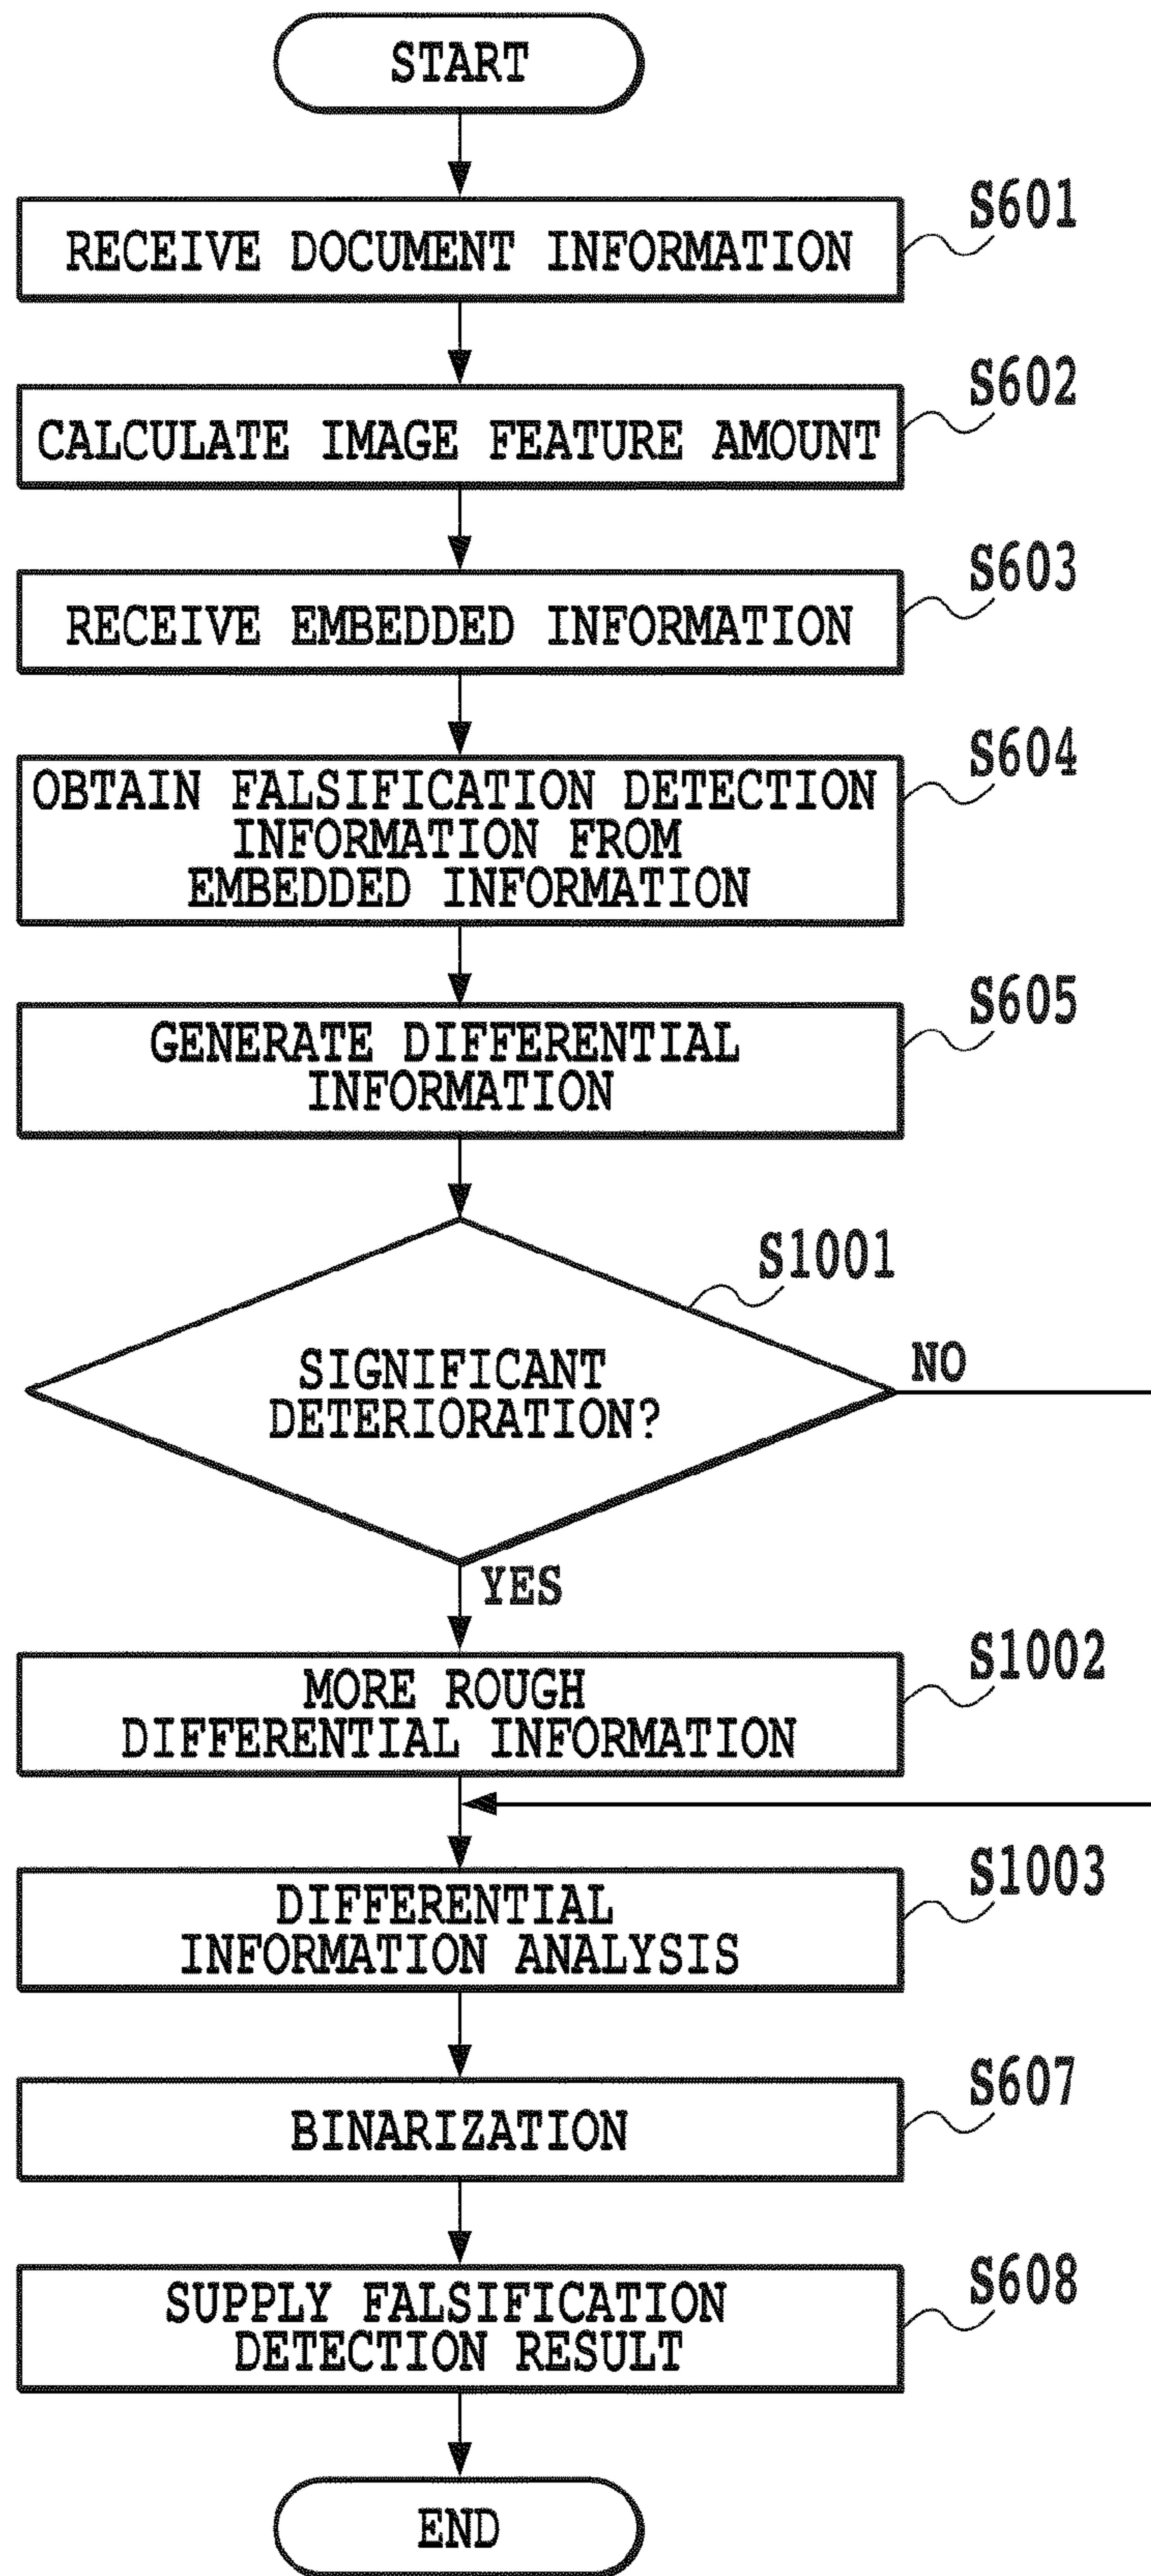 START
S601
RECEIVE DOCUMENT INFORMATION
S602
CALCULATE IMAGE FEATURE AMOUNT
S603
RECEIVE EMBEDDED INFORMATION
S604
OBTAIN FALSIFICATION DETECTION
INFORMATION FROM
EMBEDDED INFORMATION
S605
GENERATE DIFFERENTIAL
INFORMATION
S1001
SIGNIFICANT
DETERIORATION?
NO
YES
S1002
MORE ROUGH
DIFFERENTIAL INFORMATION
S1003
DIFFERENTIAL
INFORMATION ANALYSIS
S607
BINARIZATION
S608
SUPPLY FALSIFICATION
DETECTION RESULT
END